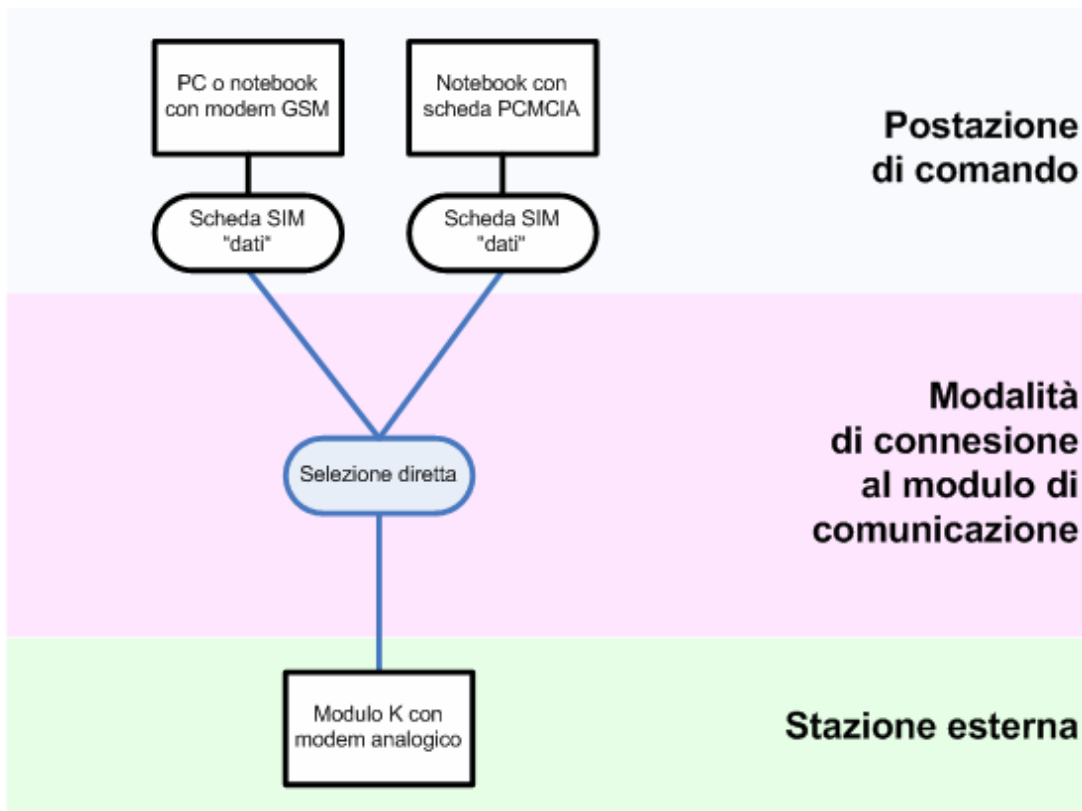 PC o notebook
con modem GSM
Notebook con
scheda PCMCIA
Postazione
di comando
Scheda SIM
"dati"
Scheda SIM
"dati"
Modalità
di connesione
al modulo di
comunicazione
Selezione diretta
Modulo K con
modem analogico
Stazione esterna